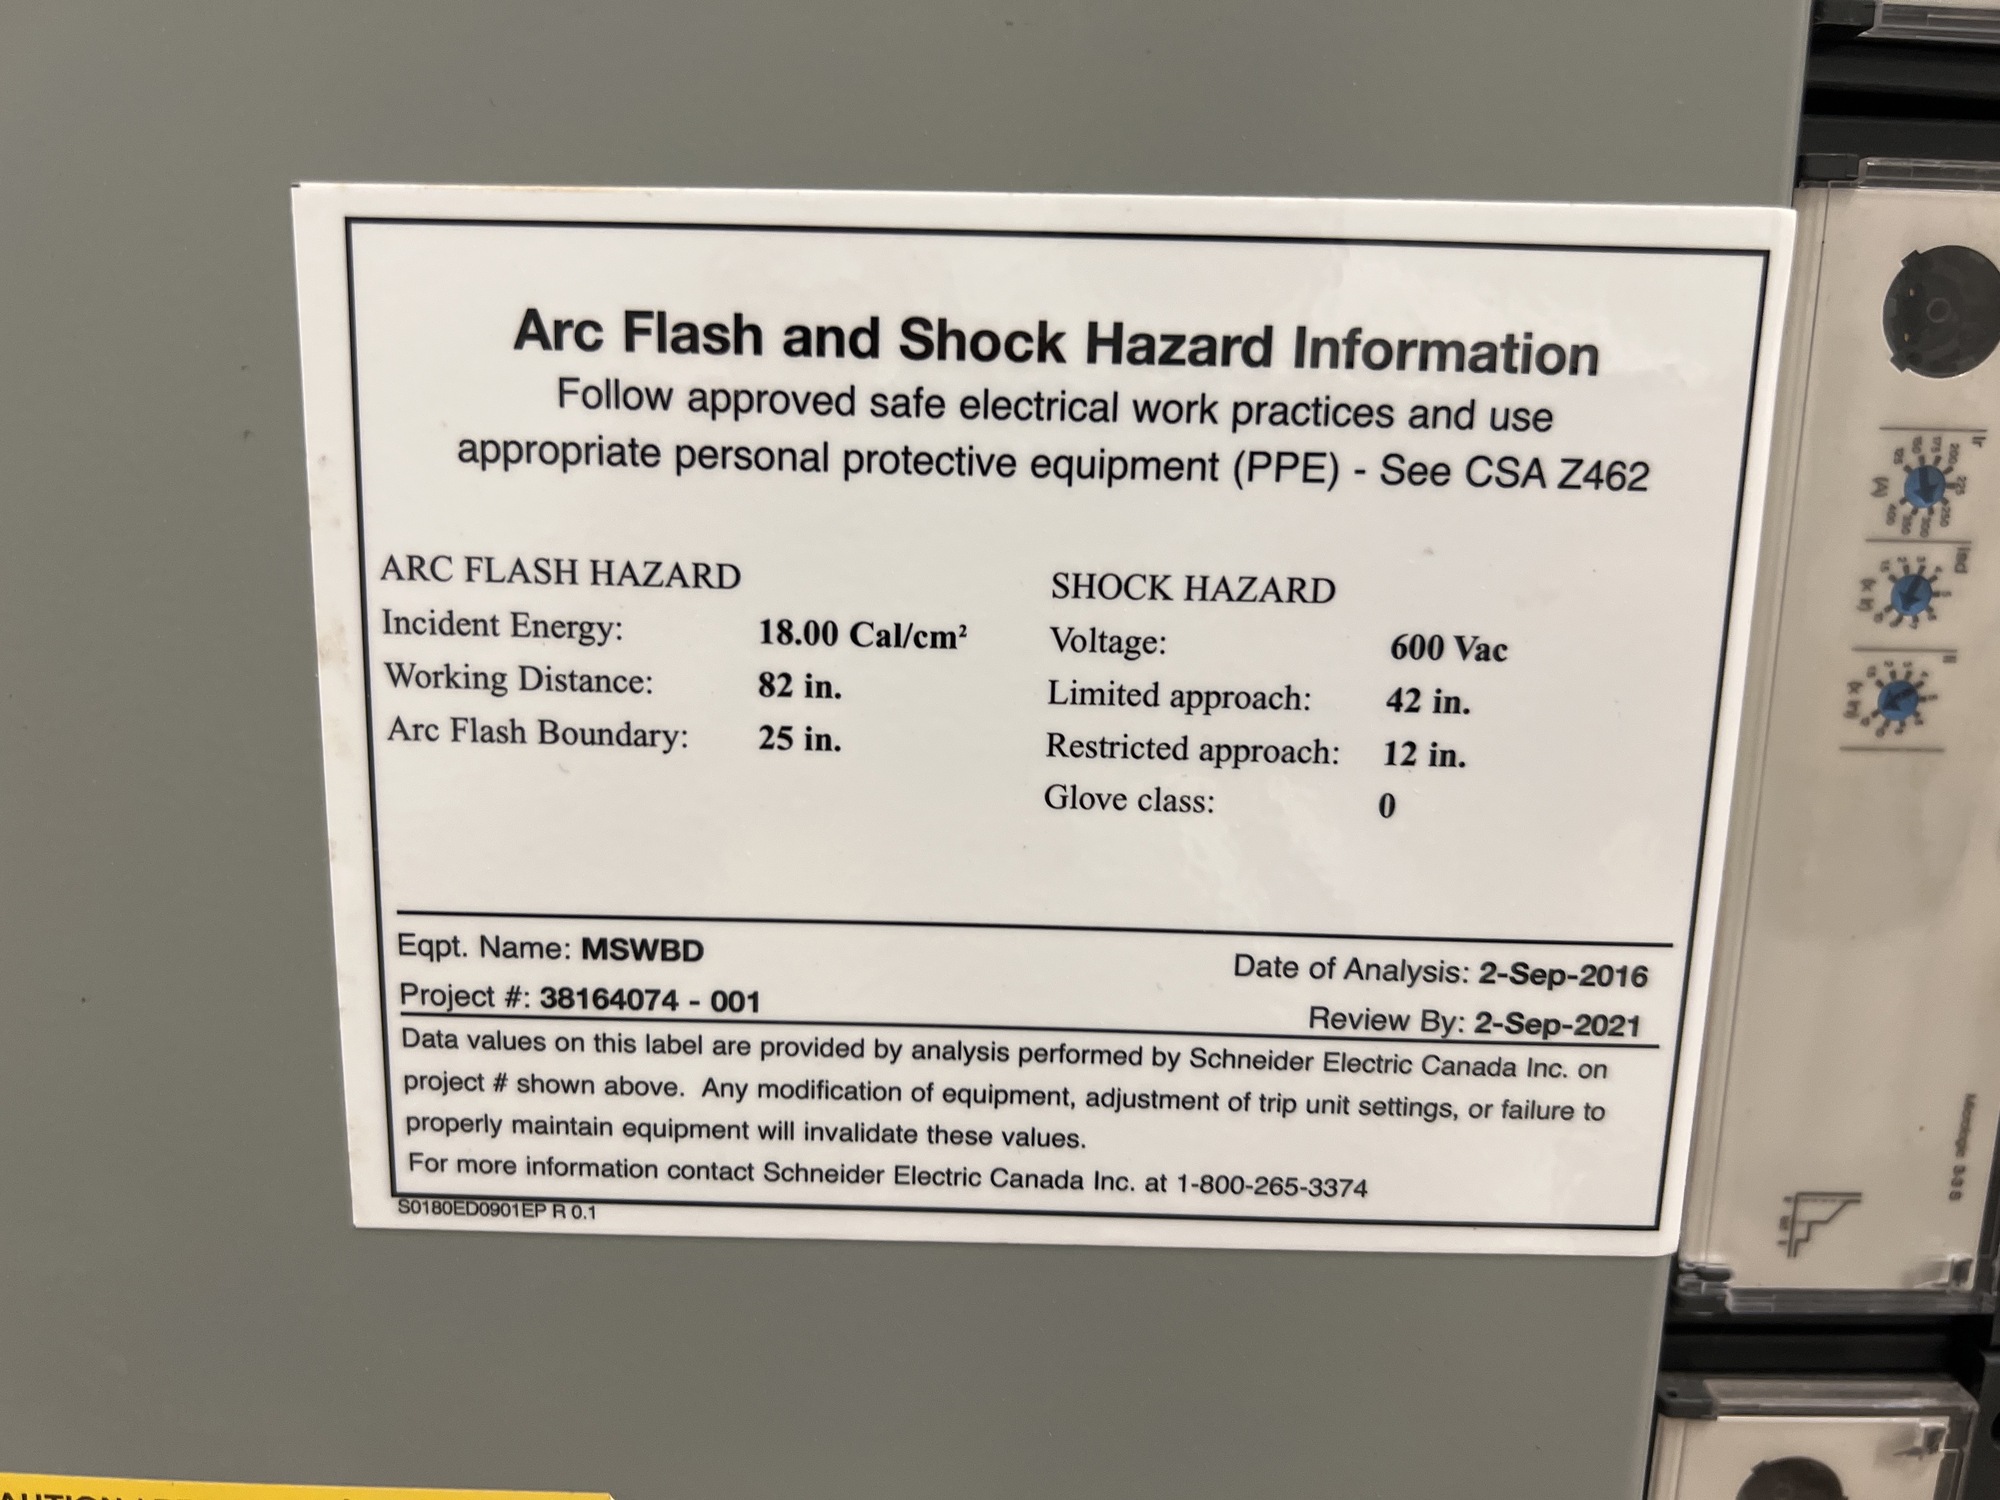 Arc Flash and Shock Hazard Information
Follow approved safe electrical work practices and use
appropriate personal protective equipment (PPE) - See CSA Z462
ARC FLASH HAZARD
Incident Energy: 18.00 Cal/cm²
Working Distance: 82 in.
Arc Flash Boundary: 25 in.
SHOCK HAZARD
Voltage: 600 Vac
Limited approach: 42 in.
Restricted approach: 12 in.
Glove class: 0
Eqpt. Name: MSWBD
Project #: 38164074 - 001
Date of Analysis: 2-Sep-2016
Review By: 2-Sep-2021
Data values on this label are provided by analysis performed by Schneider Electric Canada Inc. on
project # shown above. Any modification of equipment, adjustment of trip unit settings, or failure to
properly maintain equipment will invalidate these values.
For more information contact Schneider Electric Canada Inc. at 1-800-265-3374
S0180ED0901EP R 0.1
Ir
(A)
Isd
(x Ir)
Ii
(x In)